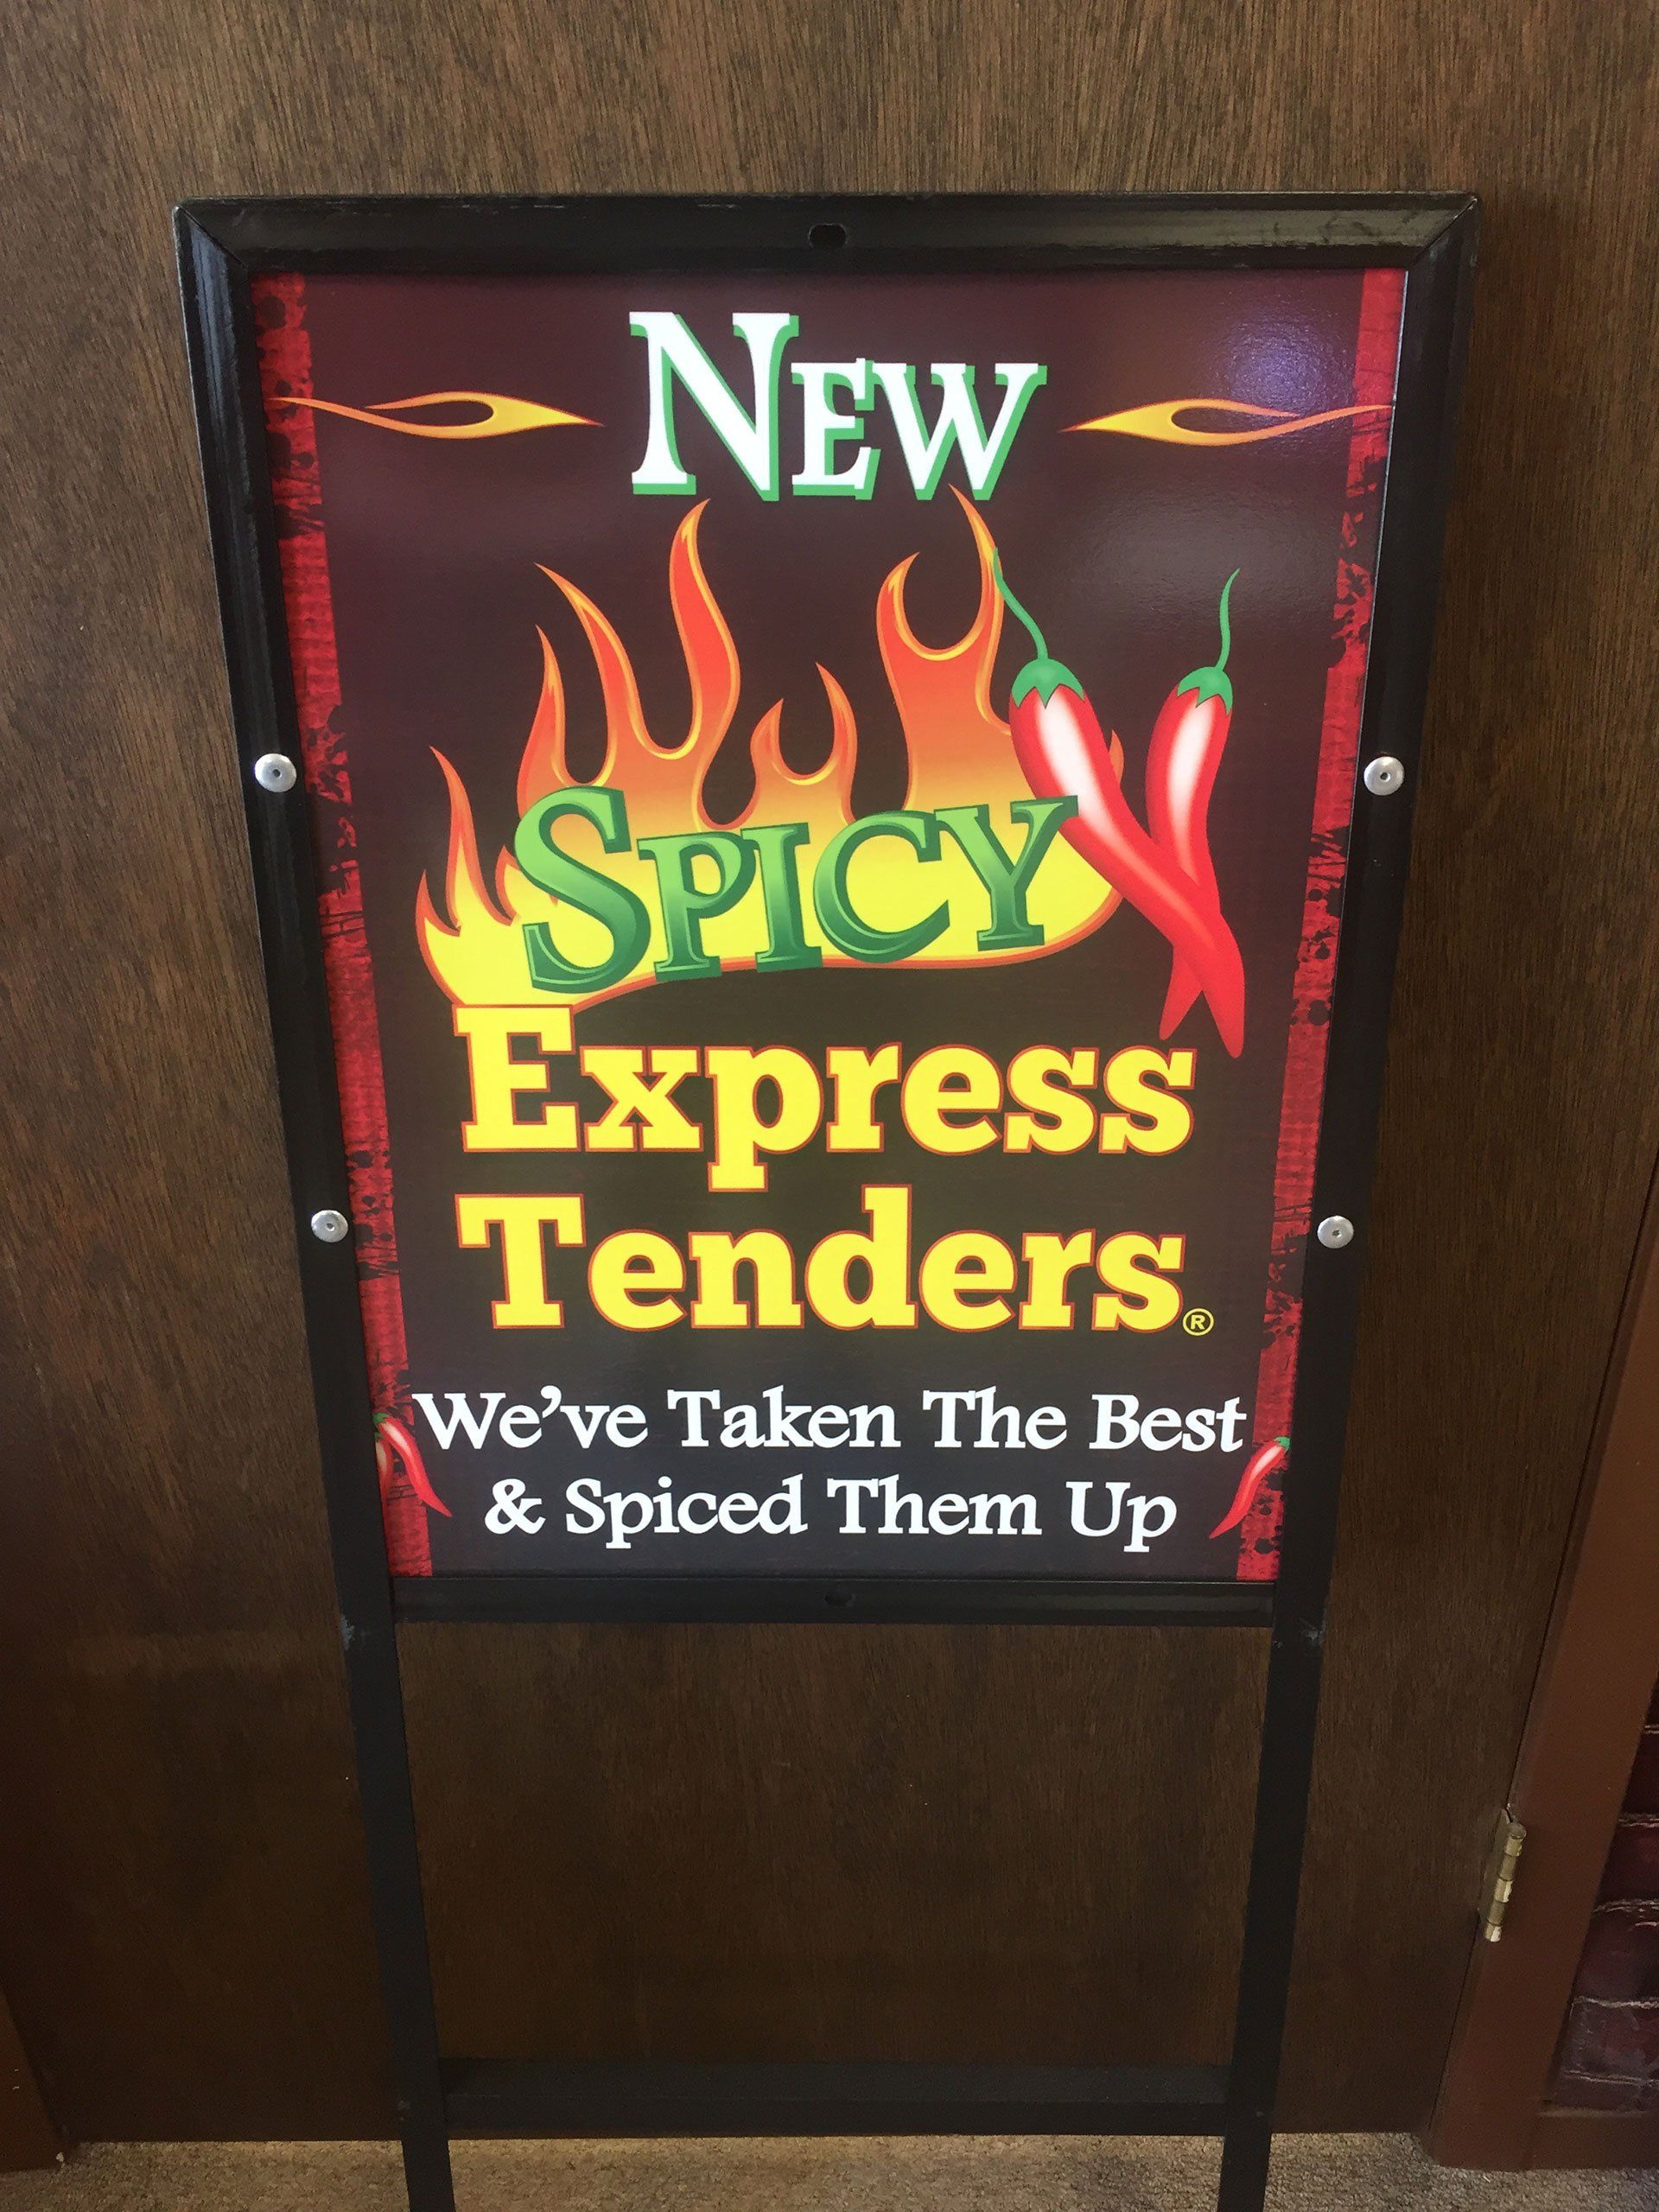 NEW
SPICY
Express
Tenders®
We've Taken The Best
& Spiced Them Up